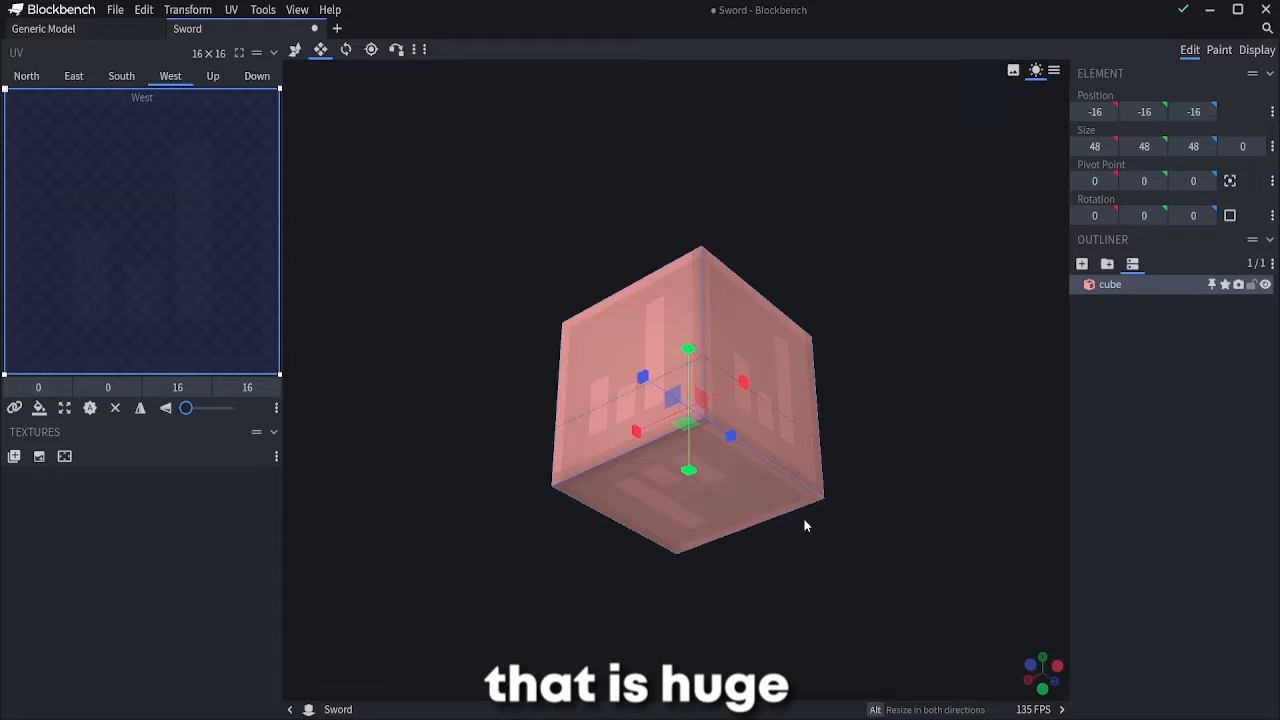 Blockbench File Edit Transform UV Tools View Help
Sword - Blockbench
Generic Model
Sword
UV
16 × 16
North East South West Up Down
West
0 0 16 16
TEXTURES
Edit Paint Display
ELEMENT
Position
-16 -16 -16
Size
48 48 48 0
Pivot Point
0 0 0
Rotation
0 0 0
OUTLINER
1/1
cube
that is huge
Sword
Alt Resize in both directions
135 FPS